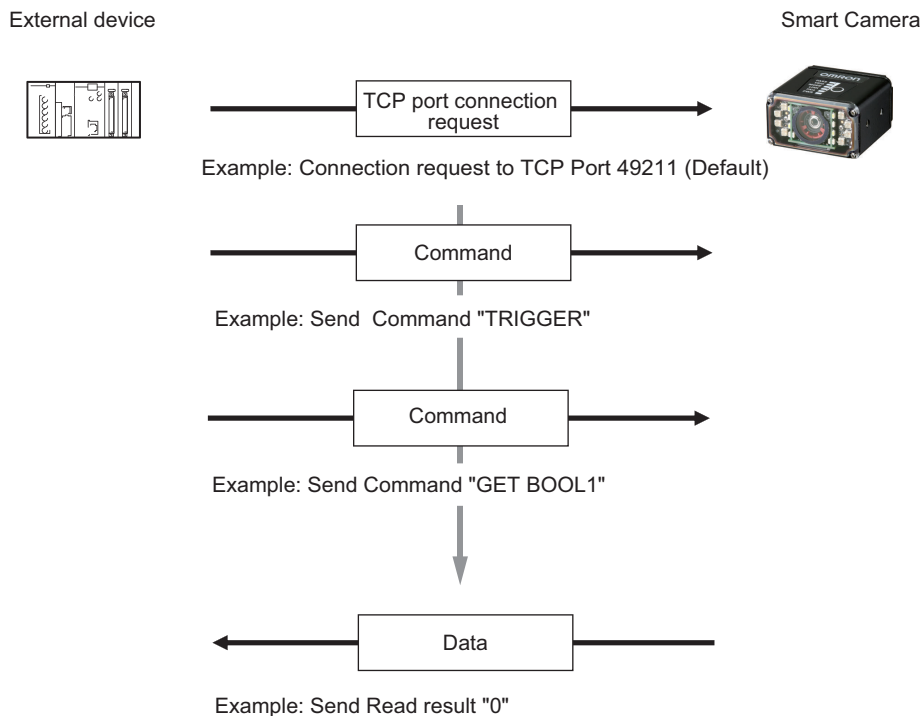 External device
Smart Camera
OMRON
TCP port connection
request
Example: Connection request to TCP Port 49211 (Default)
Command
Example: Send  Command "TRIGGER"
Command
Example: Send Command "GET BOOL1"
Data
Example: Send Read result "0"